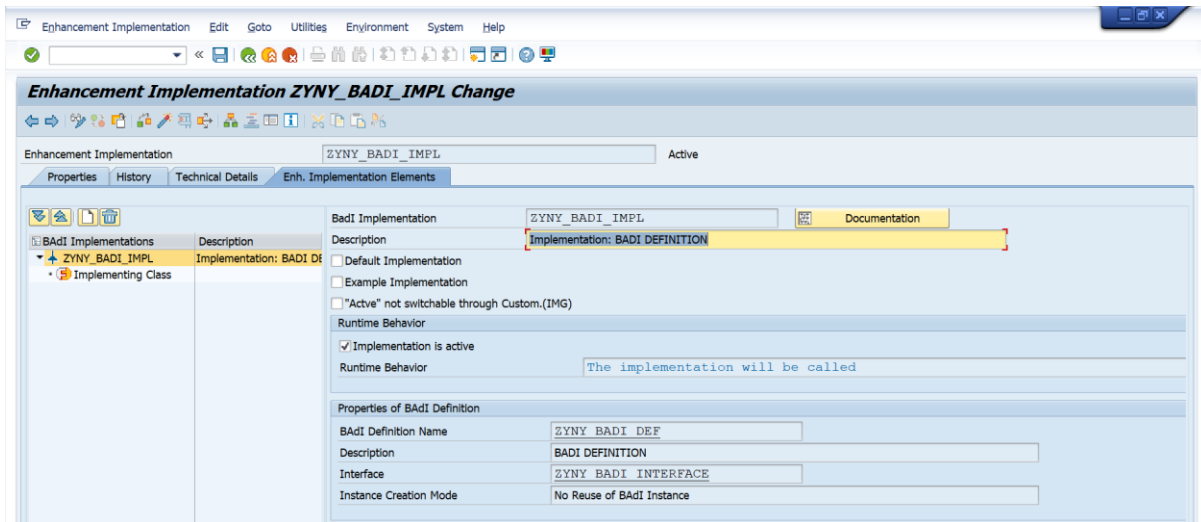 Enhancement Implementation Edit Goto Utilities Environment System Help
Enhancement Implementation ZYNY_BADI_IMPL Change
Enhancement Implementation ZYNY_BADI_IMPL Active
Properties History Technical Details Enh. Implementation Elements
BadI Implementation ZYNY_BADI_IMPL Documentation
BAdI Implementations Description Description Implementation: BADI DEFINITION
ZYNY_BADI_IMPL Implementation: BADI DE Default Implementation
Implementing Class Example Implementation
"Actve" not switchable through Custom.(IMG)
Runtime Behavior
Implementation is active
Runtime Behavior The implementation will be called
Properties of BAdI Definition
BAdI Definition Name ZYNY_BADI_DEF
Description BADI DEFINITION
Interface ZYNY_BADI_INTERFACE
Instance Creation Mode No Reuse of BAdI Instance